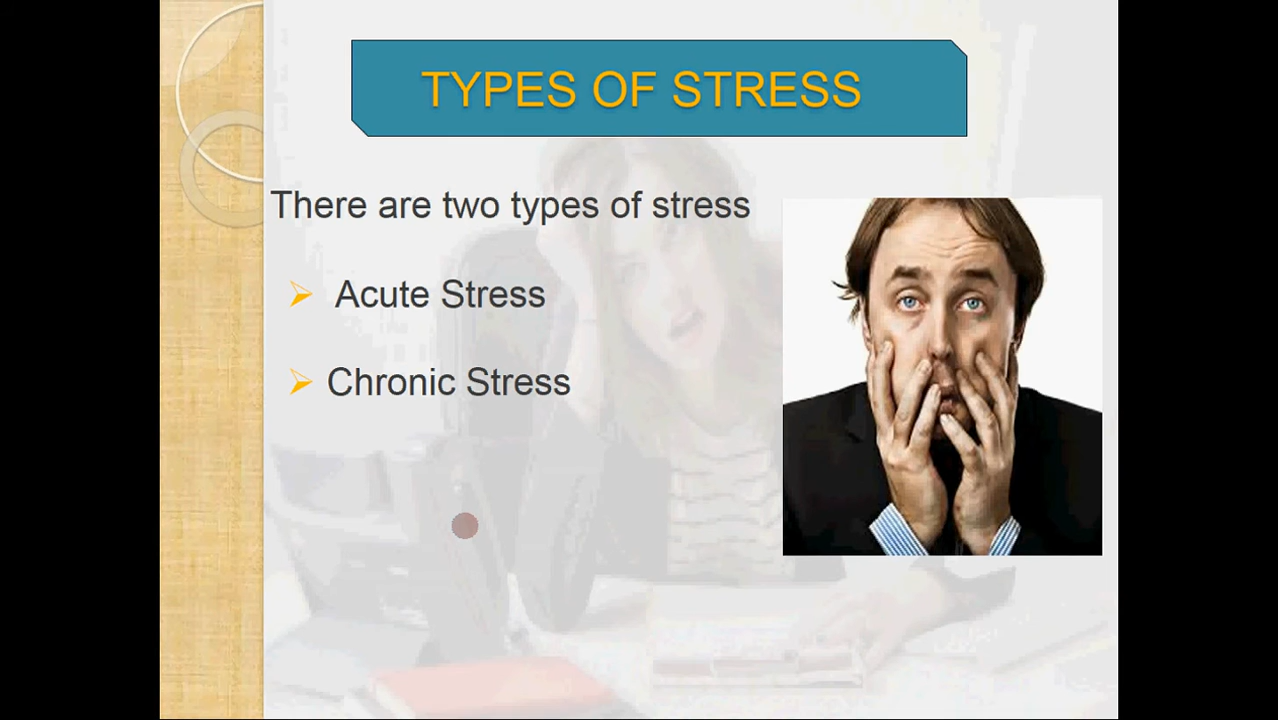 TYPES OF STRESS
There are two types of stress
Acute Stress
Chronic Stress